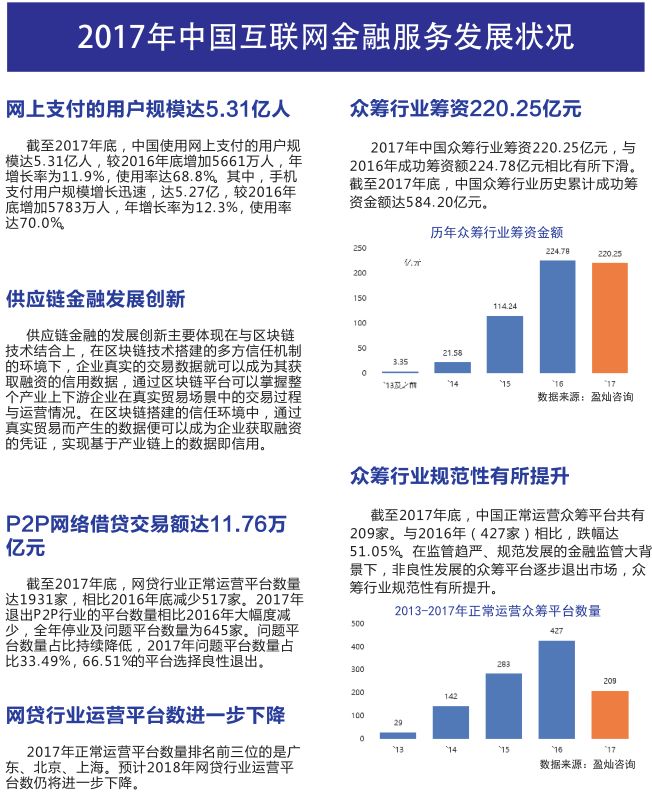 2017年中国互联网金融服务发展状况
网上支付的用户规模达5.31亿人
截至2017年底，中国使用网上支付的用户规
模达5.31亿人，较2016年底增加5661万人，年
增长率为11.9%，使用率达68.8%。其中，手机
支付用户规模增长迅速，达5.27亿，较2016年
底增加5783万人，年增长率为12.3%，使用率
达70.0%。
供应链金融发展创新
供应链金融的发展创新主要体现在与区块链
技术结合上，在区块链技术搭建的多方信任机制
的环境下，企业真实的交易数据就可以成为其获
取融资的信用数据，通过区块链平台可以掌握整
个产业上下游企业在真实贸易场景中的交易过程
与运营情况。在区块链搭建的信任环境中，通过
真实贸易而产生的数据便可以成为企业获取融资
的凭证，实现基于产业链上的数据即信用。
P2P网络借贷交易额达11.76万
亿元
截至2017年底，网贷行业正常运营平台数量
达1931家，相比2016年底减少517家。2017年
退出P2P行业的平台数量相比2016年大幅度减
少，全年停业及问题平台数量为645家。问题平
台数量占比持续降低，2017年问题平台数量占
比33.49%，66.51%的平台选择良性退出。
网贷行业运营平台数进一步下降
2017年正常运营平台数量排名前三位的是广
东、北京、上海。预计2018年网贷行业运营平
台数仍将进一步下降。
众筹行业筹资220.25亿元
2017年中国众筹行业筹资220.25亿元，与
2016年成功筹资额224.78亿元相比有所下滑。
截至2017年底，中国众筹行业历史累计成功筹
资金额达584.20亿元。
历年众筹行业筹资金额
亿元
250
200
150
100
50
0
3.35
21.58
114.24
224.78
220.25
'13及之前
'14
'15
'16
'17
数据来源：盈灿咨询
众筹行业规范性有所提升
截至2017年底，中国正常运营众筹平台共有
209家。与2016年（427家）相比，跌幅达
51.05%。在监管趋严、规范发展的金融监管大背
景下，非良性发展的众筹平台逐步退出市场，众
筹行业规范性有所提升。
2013-2017年正常运营众筹平台数量
500
400
300
200
100
0
29
142
283
427
209
'13
'14
'15
'16
'17
数据来源：盈灿咨询